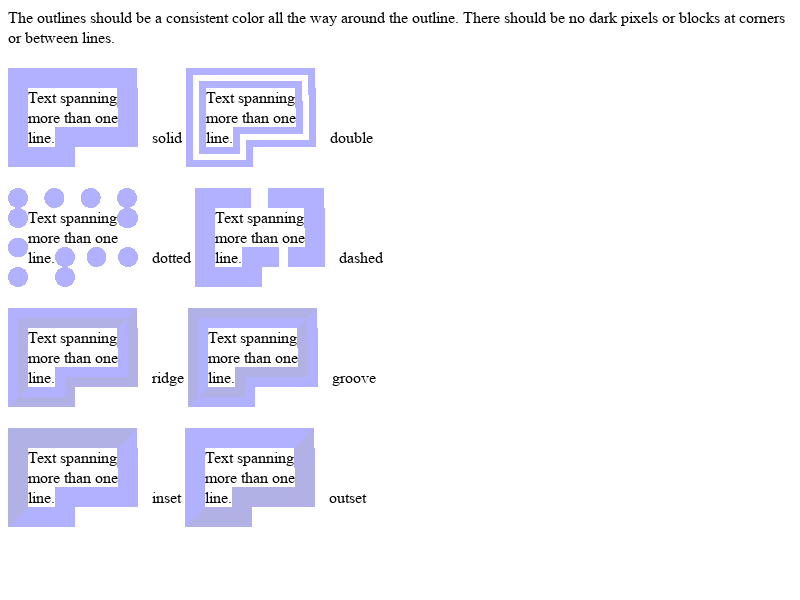 The outlines should be a consistent color all the way around the outline. There should be no dark pixels or blocks at corners
or between lines.
Text spanning
more than one
line.
solid
Text spanning
more than one
line.
double
Text spanning
more than one
line.
dotted
Text spanning
more than one
line.
dashed
Text spanning
more than one
line.
ridge
Text spanning
more than one
line.
groove
Text spanning
more than one
line.
inset
Text spanning
more than one
line.
outset